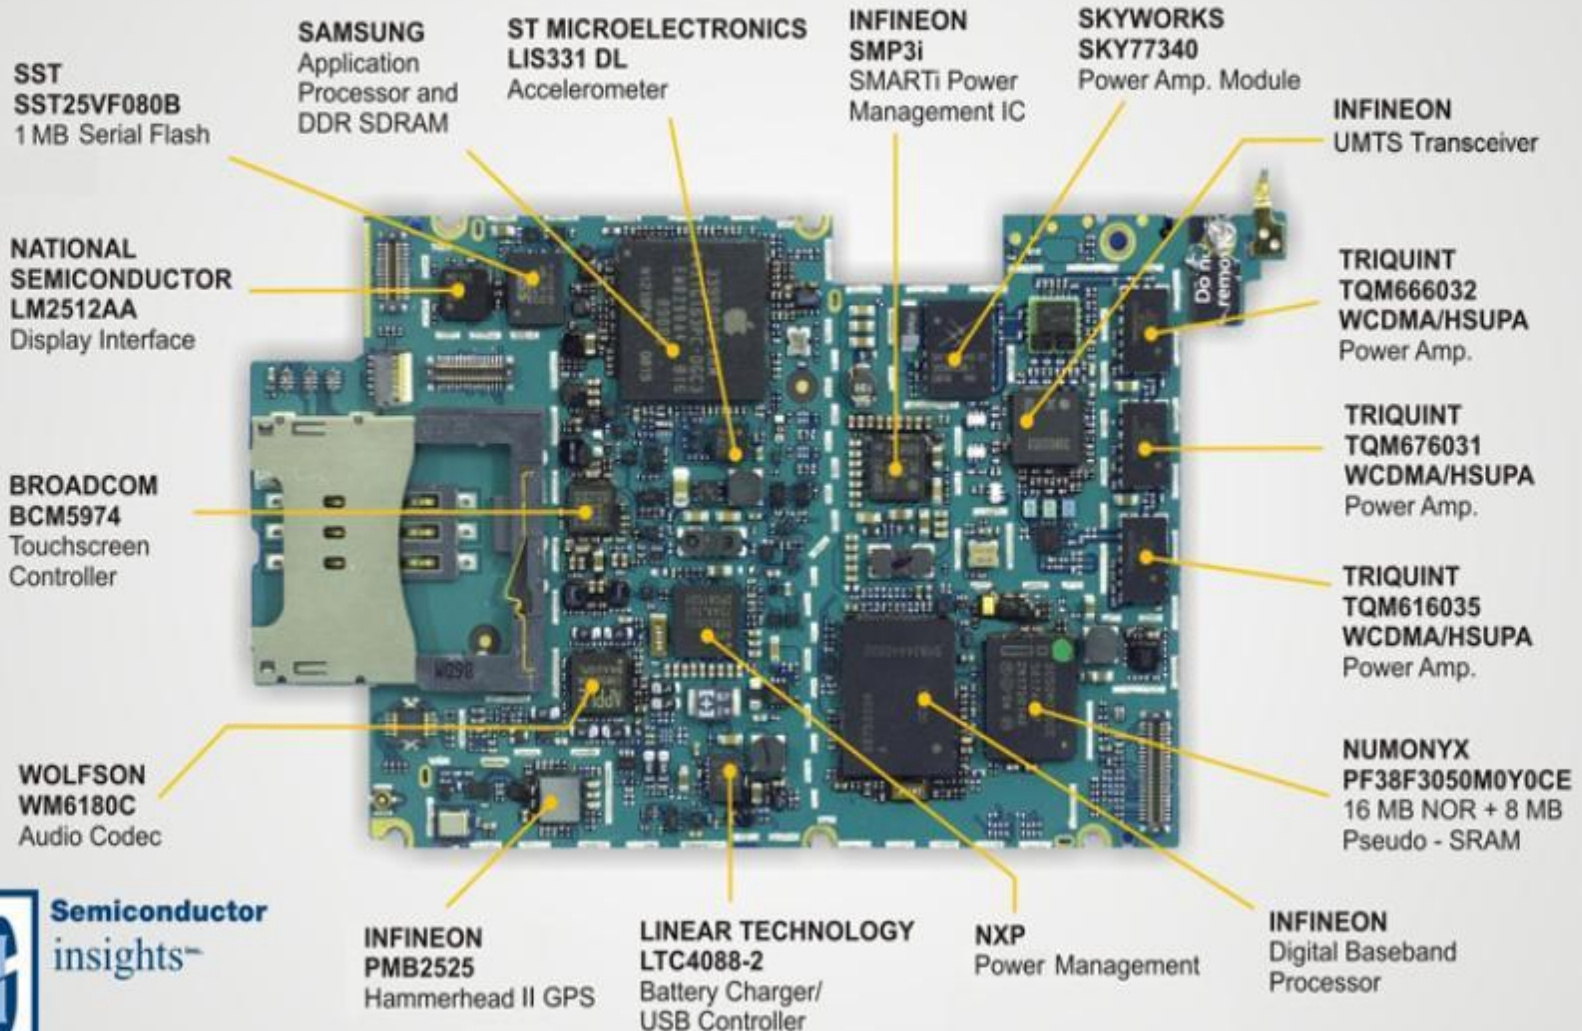 SST
SST25VF080B
1 MB Serial Flash
SAMSUNG
Application
Processor and
DDR SDRAM
ST MICROELECTRONICS
LIS331 DL
Accelerometer
INFINEON
SMP3i
SMARTi Power
Management IC
SKYWORKS
SKY77340
Power Amp. Module
INFINEON
UMTS Transceiver
NATIONAL
SEMICONDUCTOR
LM2512AA
Display Interface
Do
remove
TRIQUINT
TQM666032
WCDMA/HSUPA
Power Amp.
BROADCOM
BCM5974
Touchscreen
Controller
TRIQUINT
TQM676031
WCDMA/HSUPA
Power Amp.
TRIQUINT
TQM616035
WCDMA/HSUPA
Power Amp.
WOLFSON
WM6180C
Audio Codec
NUMONYX
PF38F3050M0Y0CE
16 MB NOR + 8 MB
Pseudo - SRAM
Semiconductor
insights
INFINEON
PMB2525
Hammerhead II GPS
LINEAR TECHNOLOGY
LTC4088-2
Battery Charger/
USB Controller
NXP
Power Management
INFINEON
Digital Baseband
Processor